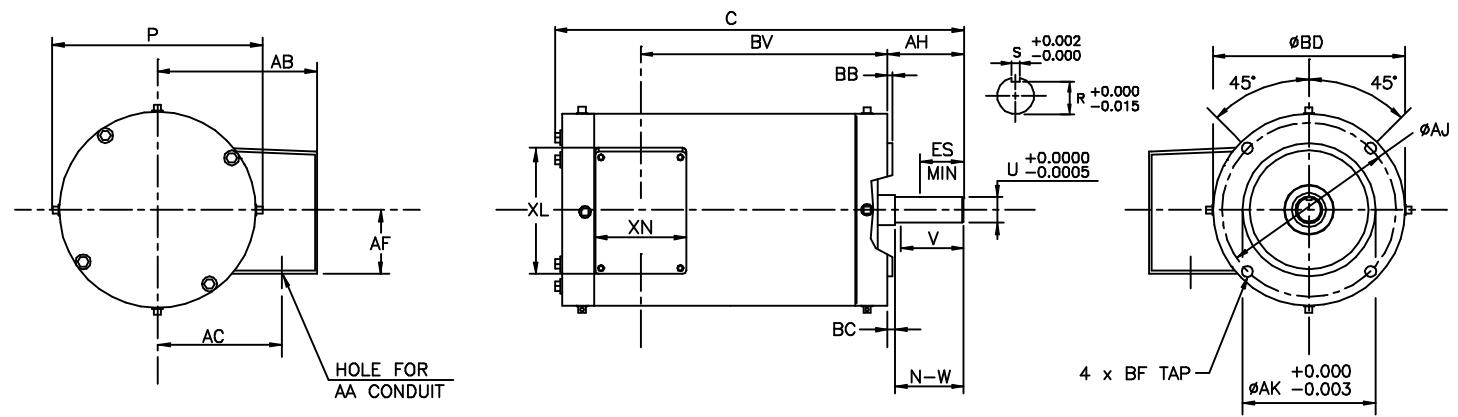 P
AB
AF
AC
HOLE FOR
AA CONDUIT
C
BV
AH
BB
XL
XN
ES
MIN
V
BC
N-W
S +0.002
-0.000
R +0.000
-0.015
U +0.0000
-0.0005
øBD
45°
45°
øAJ
4 x BF TAP
øAK +0.000
-0.003